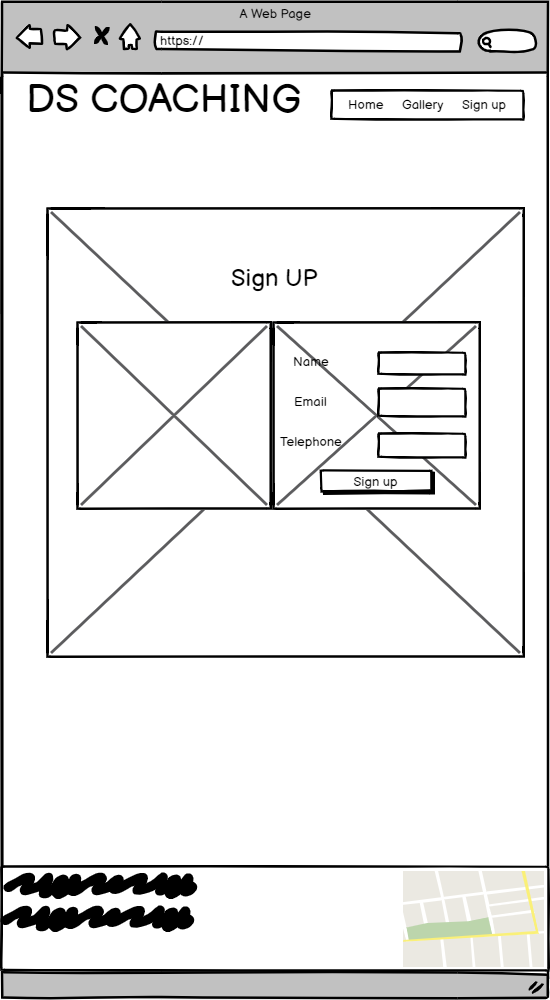 A Web Page
https://
DS COACHING
Home Gallery Sign up
Sign UP
Name
Email
Telephone
Sign up